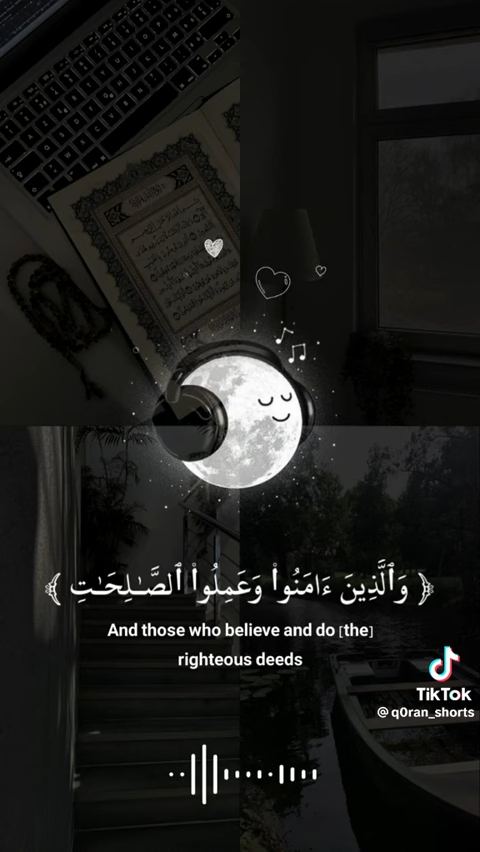 ﴿ وَٱلَّذِينَ ءَامَنُوا۟ وَعَمِلُوا۟ ٱلصَّـٰلِحَـٰتِ ﴾
And those who believe and do [the]
righteous deeds
TikTok
@q0ran_shorts